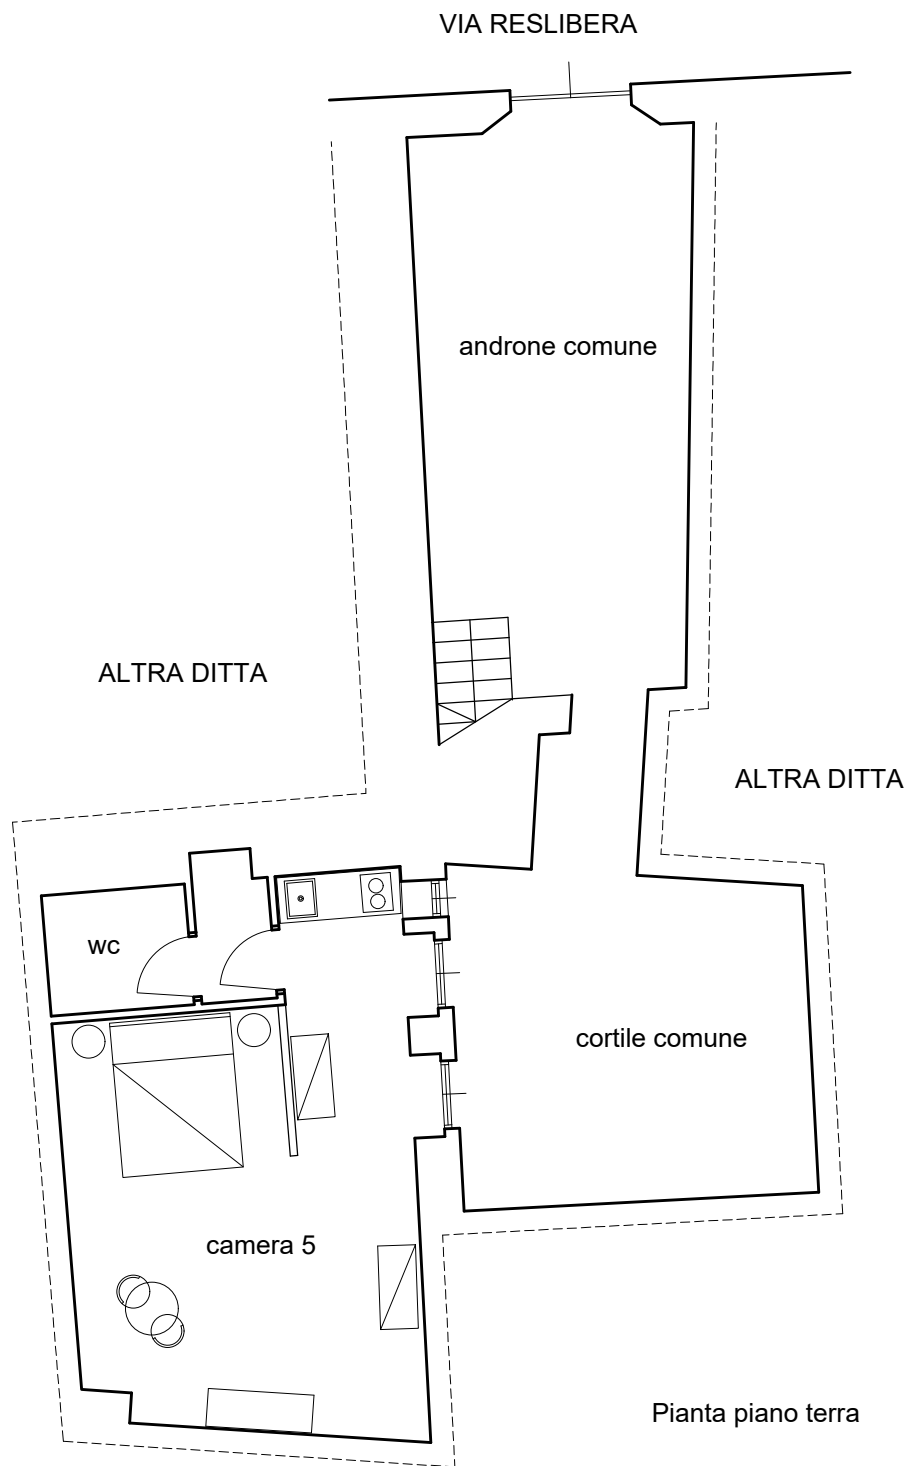 VIA RESLIBERA
androne comune
ALTRA DITTA
ALTRA DITTA
wc
cortile comune
camera 5
Pianta piano terra